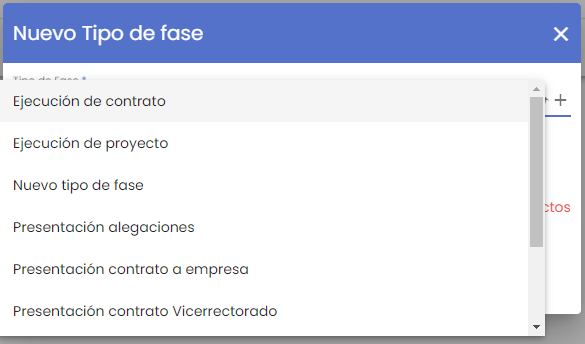 Nuevo Tipo de fase
Tipo de Fase *
Ejecución de contrato
Ejecución de proyecto
Nuevo tipo de fase
Presentación alegaciones
ctos
Presentación contrato a empresa
Presentación contrato Vicerrectorado